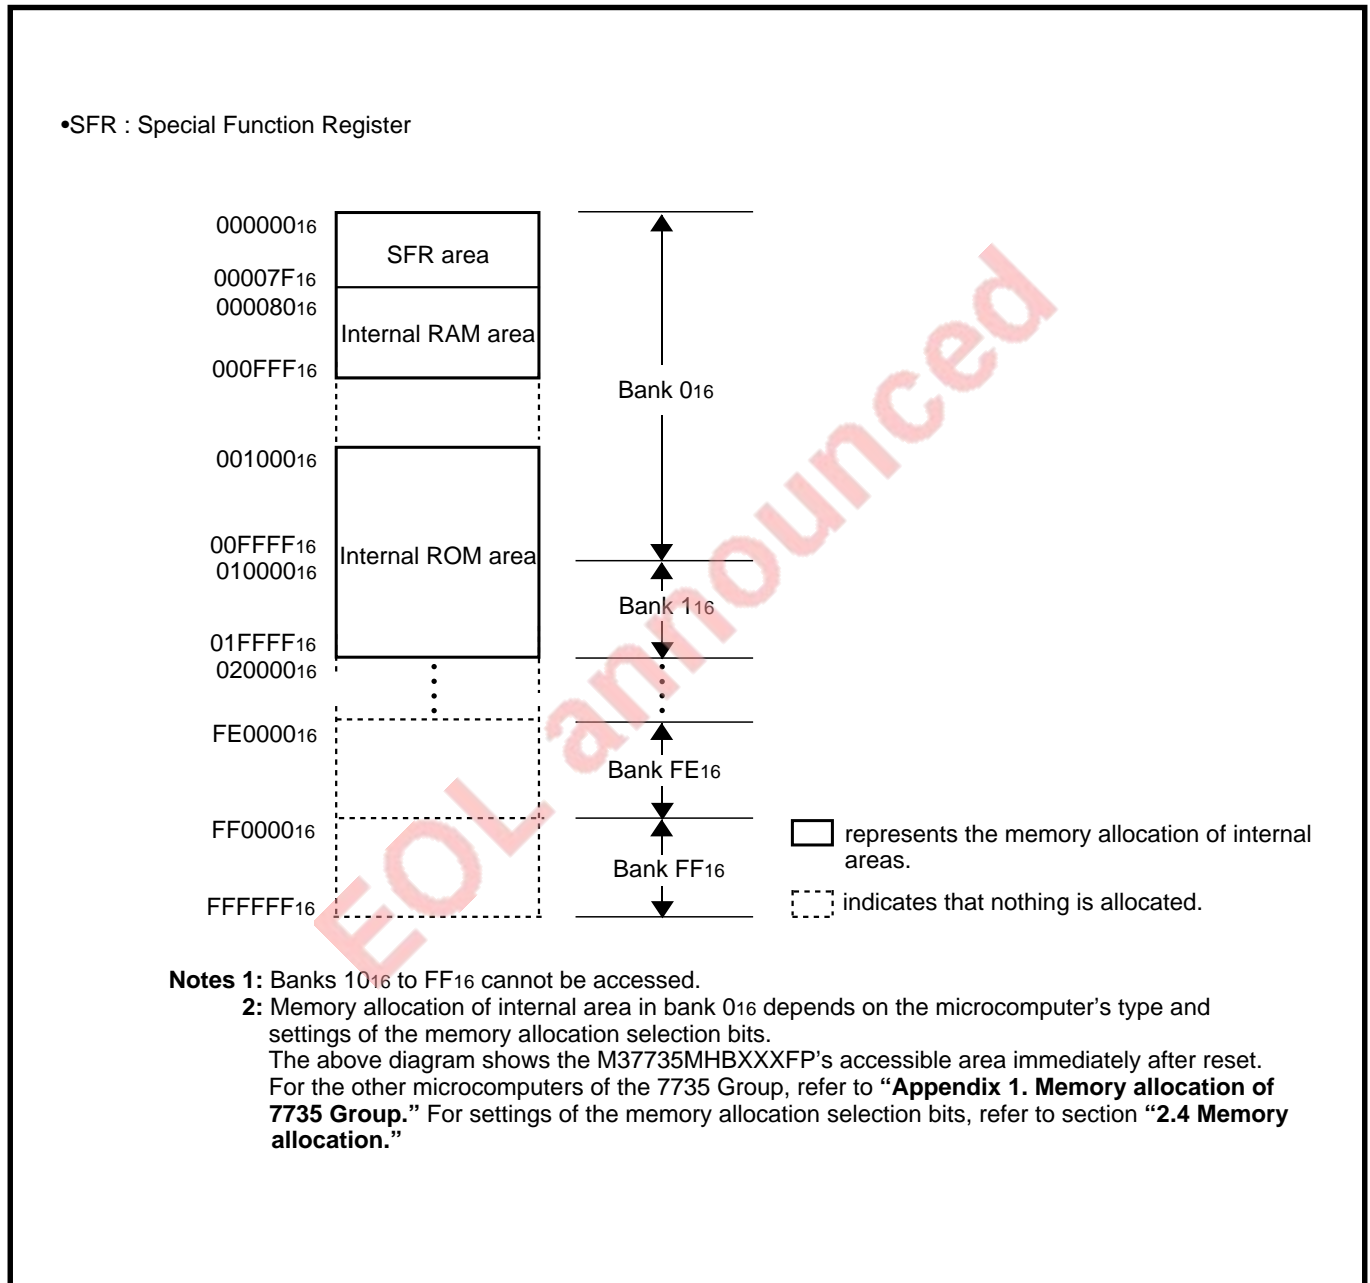 •SFR : Special Function Register
00000016
SFR area
00007F16
00008016
Internal RAM area
000FFF16
Bank 016
00100016
00FFFF16
Internal ROM area
01000016
Bank 116
01FFFF16
02000016
FE000016
Bank FE16
FF000016
Bank FF16
FFFFFF16
represents the memory allocation of internal
areas.
indicates that nothing is allocated.
EOL announced
Notes 1: Banks 1016 to FF16 cannot be accessed.
2: Memory allocation of internal area in bank 016 depends on the microcomputer’s type and
settings of the memory allocation selection bits.
The above diagram shows the M37735MHBXXXFP’s accessible area immediately after reset.
For the other microcomputers of the 7735 Group, refer to “Appendix 1. Memory allocation of
7735 Group.” For settings of the memory allocation selection bits, refer to section “2.4 Memory
allocation.”